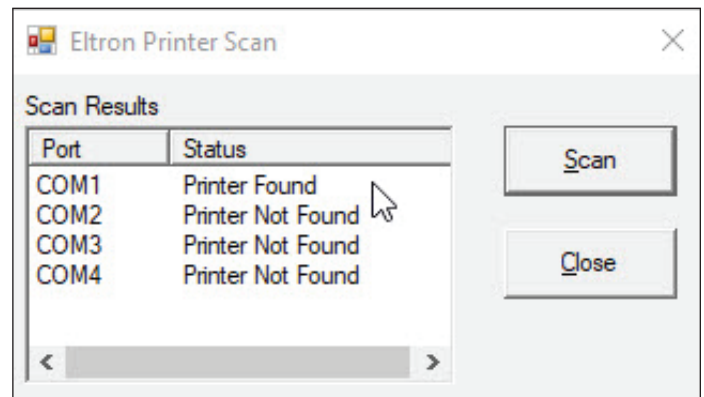 Eltron Printer Scan
Scan Results
Port Status
COM1 Printer Found
COM2 Printer Not Found
COM3 Printer Not Found
COM4 Printer Not Found
Scan
Close